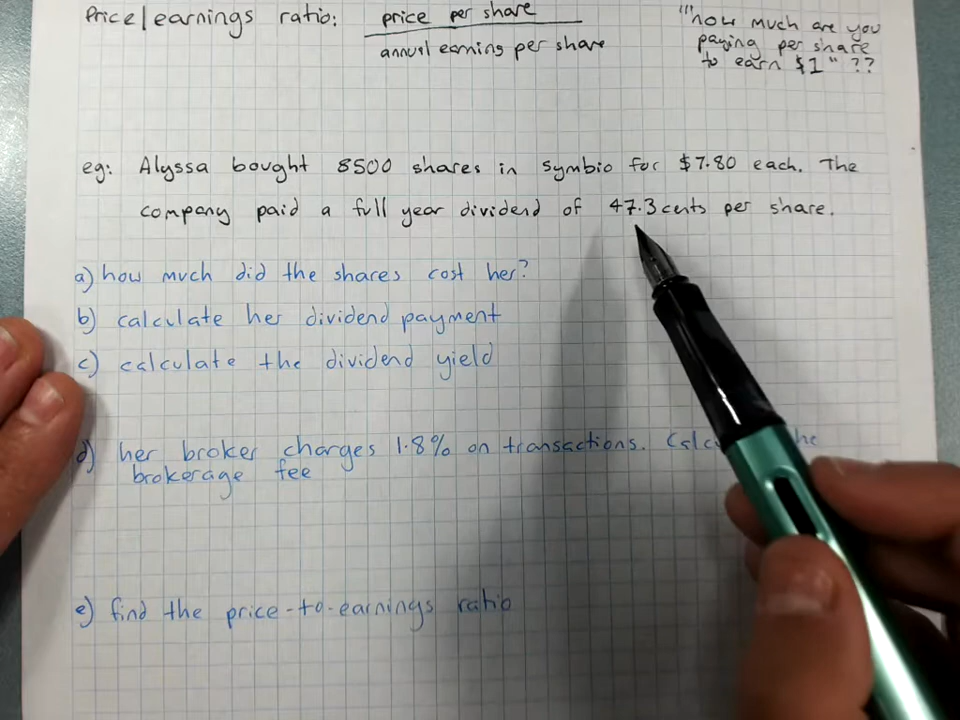 Price/earnings ratio: price per share
annual earning per share
""how much are you
paying per share
to earn $1" ??
eg: Alyssa bought 8500 shares in symbio for $7.80 each. The
company paid a full year dividend of 47.3 cents per share.
a) how much did the shares cost her?
b) calculate her dividend payment
c) calculate the dividend yield
d) her broker charges 1.8% on transactions.
brokerage fee
e) find the price-to-earnings ratio